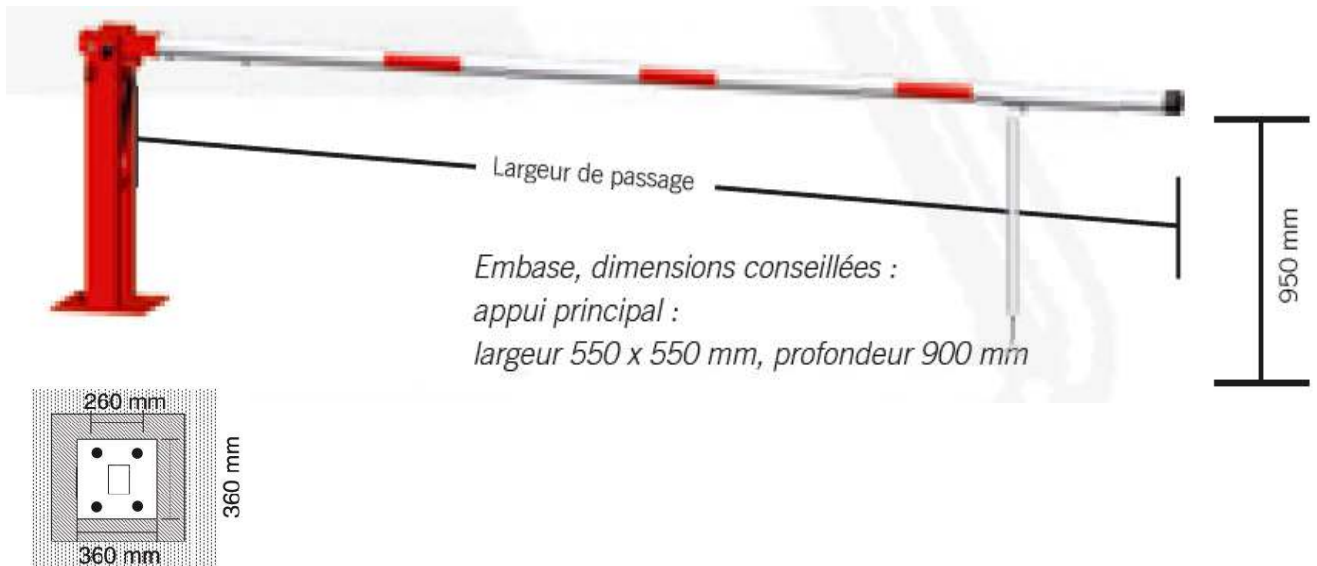 Largeur de passage
Embase, dimensions conseillées :
appui principal :
largeur 550 x 550 mm, profondeur 900 mm
950 mm
260 mm
360 mm
360 mm